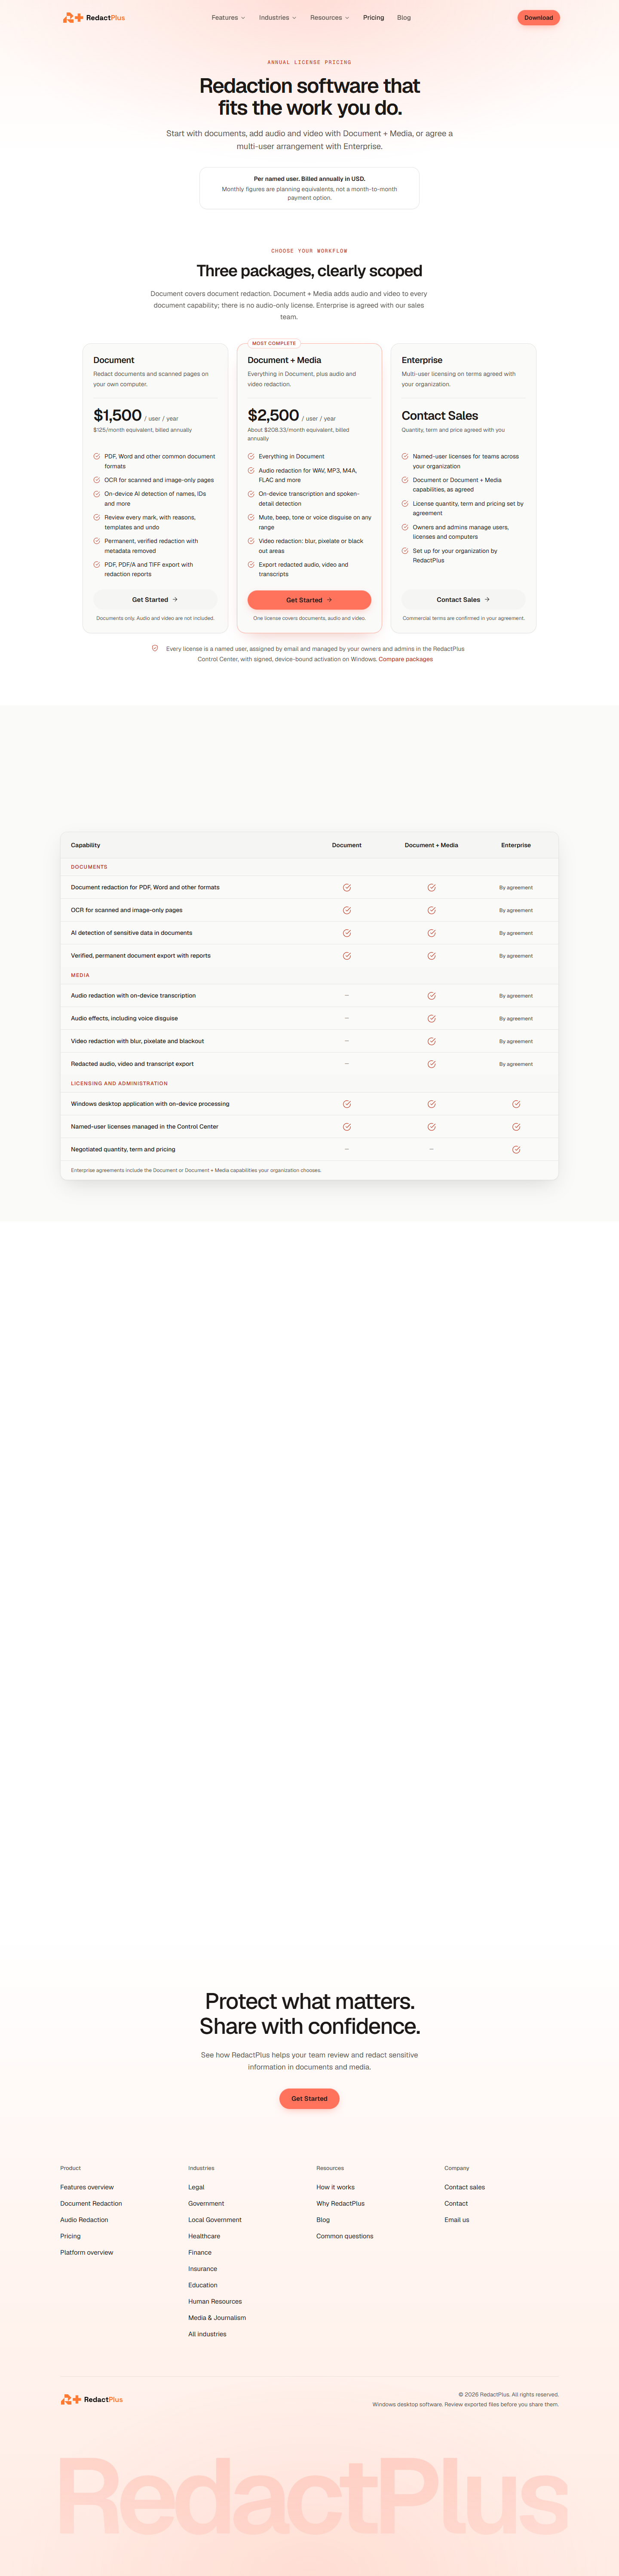 RedactPlus
Features
Industries
Resources
Pricing
Blog
Download
ANNUAL LICENSE PRICING
Redaction software that
fits the work you do.
Start with documents, add audio and video with Document + Media, or agree a
multi-user arrangement with Enterprise.
Per named user. Billed annually in USD.
Monthly figures are planning equivalents, not a month-to-month
payment option.
CHOOSE YOUR WORKFLOW
Three packages, clearly scoped
Document covers document redaction. Document + Media adds audio and video to every
document capability; there is no audio-only license. Enterprise is agreed with our sales
team.
Document
Redact documents and scanned pages on
your own computer.
$1,500 / user / year
$125/month equivalent, billed annually
PDF, Word and other common document
formats
OCR for scanned and image-only pages
On-device AI detection of names, IDs
and more
Review every mark, with reasons,
templates and undo
Permanent, verified redaction with
metadata removed
PDF, PDF/A and TIFF export with
redaction reports
Get Started
Documents only. Audio and video are not included.
MOST COMPLETE
Document + Media
Everything in Document, plus audio and
video redaction.
$2,500 / user / year
About $208.33/month equivalent, billed
annually
Everything in Document
Audio redaction for WAV, MP3, M4A,
FLAC and more
On-device transcription and spoken-
detail detection
Mute, beep, tone or voice disguise on any
range
Video redaction: blur, pixelate or black
out areas
Export redacted audio, video and
transcripts
Get Started
One license covers documents, audio and video.
Enterprise
Multi-user licensing on terms agreed with
your organization.
Contact Sales
Quantity, term and price agreed with you
Named-user licenses for teams across
your organization
Document or Document + Media
capabilities, as agreed
License quantity, term and pricing set by
agreement
Owners and admins manage users,
licenses and computers
Set up for your organization by
RedactPlus
Contact Sales
Commercial terms are confirmed in your agreement.
Every license is a named user, assigned by email and managed by your owners and admins in the RedactPlus
Control Center, with signed, device-bound activation on Windows. Compare packages
Capability Document Document + Media Enterprise
DOCUMENTS
Document redaction for PDF, Word and other formats By agreement
OCR for scanned and image-only pages By agreement
AI detection of sensitive data in documents By agreement
Verified, permanent document export with reports By agreement
MEDIA
Audio redaction with on-device transcription – By agreement
Audio effects, including voice disguise – By agreement
Video redaction with blur, pixelate and blackout – By agreement
Redacted audio, video and transcript export – By agreement
LICENSING AND ADMINISTRATION
Windows desktop application with on-device processing
Named-user licenses managed in the Control Center
Negotiated quantity, term and pricing – –
Enterprise agreements include the Document or Document + Media capabilities your organization chooses.
Protect what matters.
Share with confidence.
See how RedactPlus helps your team review and redact sensitive
information in documents and media.
Get Started
Product
Features overview
Document Redaction
Audio Redaction
Pricing
Platform overview
Industries
Legal
Government
Local Government
Healthcare
Finance
Insurance
Education
Human Resources
Media & Journalism
All industries
Resources
How it works
Why RedactPlus
Blog
Common questions
Company
Contact sales
Contact
Email us
RedactPlus
© 2026 RedactPlus. All rights reserved.
Windows desktop software. Review exported files before you share them.
RedactPlus